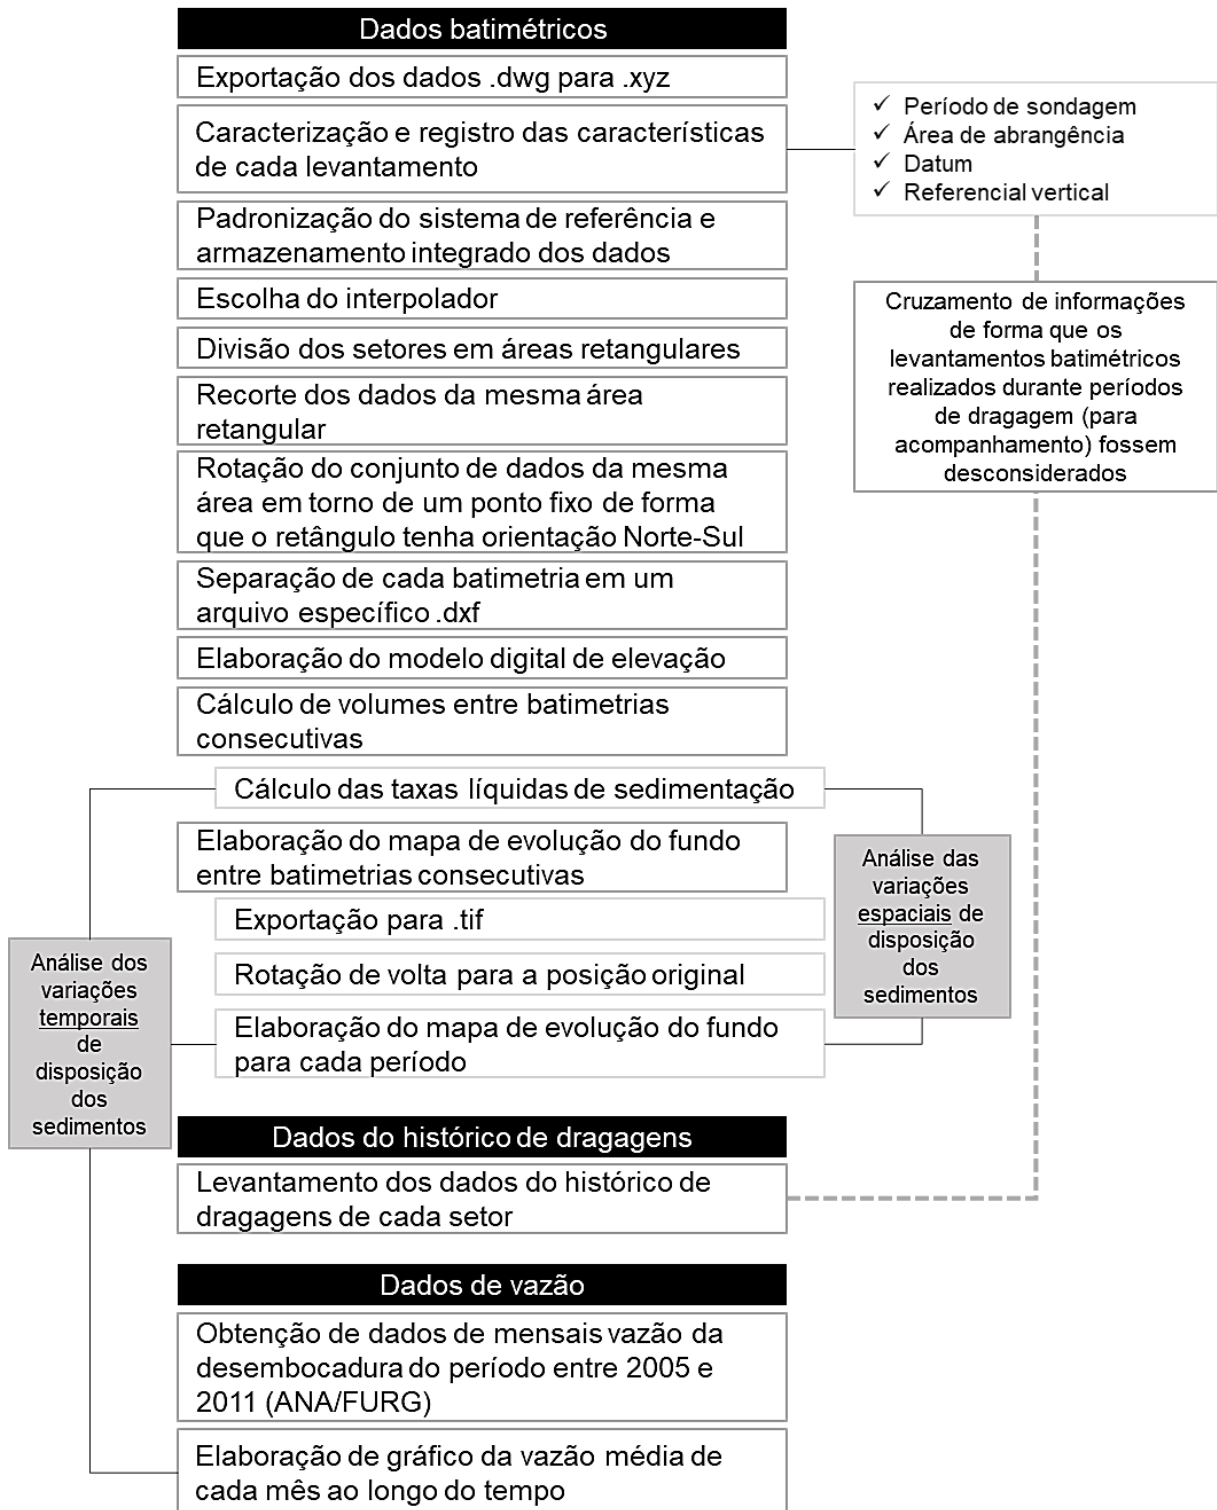 Dados batimétricos
Exportação dos dados .dwg para .xyz
Caracterização e registro das características
de cada levantamento
✓ Período de sondagem
✓ Área de abrangência
✓ Datum
✓ Referencial vertical
Padronização do sistema de referência e
armazenamento integrado dos dados
Escolha do interpolador
Divisão dos setores em áreas retangulares
Recorte dos dados da mesma área
retangular
Rotação do conjunto de dados da mesma
área em torno de um ponto fixo de forma
que o retângulo tenha orientação Norte-Sul
Separação de cada batimetria em um
arquivo específico .dxf
Elaboração do modelo digital de elevação
Cálculo de volumes entre batimetrias
consecutivas
Cruzamento de informações
de forma que os
levantamentos batimétricos
realizados durante períodos
de dragagem (para
acompanhamento) fossem
desconsiderados
Cálculo das taxas líquidas de sedimentação
Elaboração do mapa de evolução do fundo
entre batimetrias consecutivas
Exportação para .tif
Rotação de volta para a posição original
Elaboração do mapa de evolução do fundo
para cada período
Análise das
variações
espaciais de
disposição
dos
sedimentos
Análise dos
variações
temporais
de
disposição
dos
sedimentos
Dados do histórico de dragagens
Levantamento dos dados do histórico de
dragagens de cada setor
Dados de vazão
Obtenção de dados de mensais vazão da
desembocadura do período entre 2005 e
2011 (ANA/FURG)
Elaboração de gráfico da vazão média de
cada mês ao longo do tempo